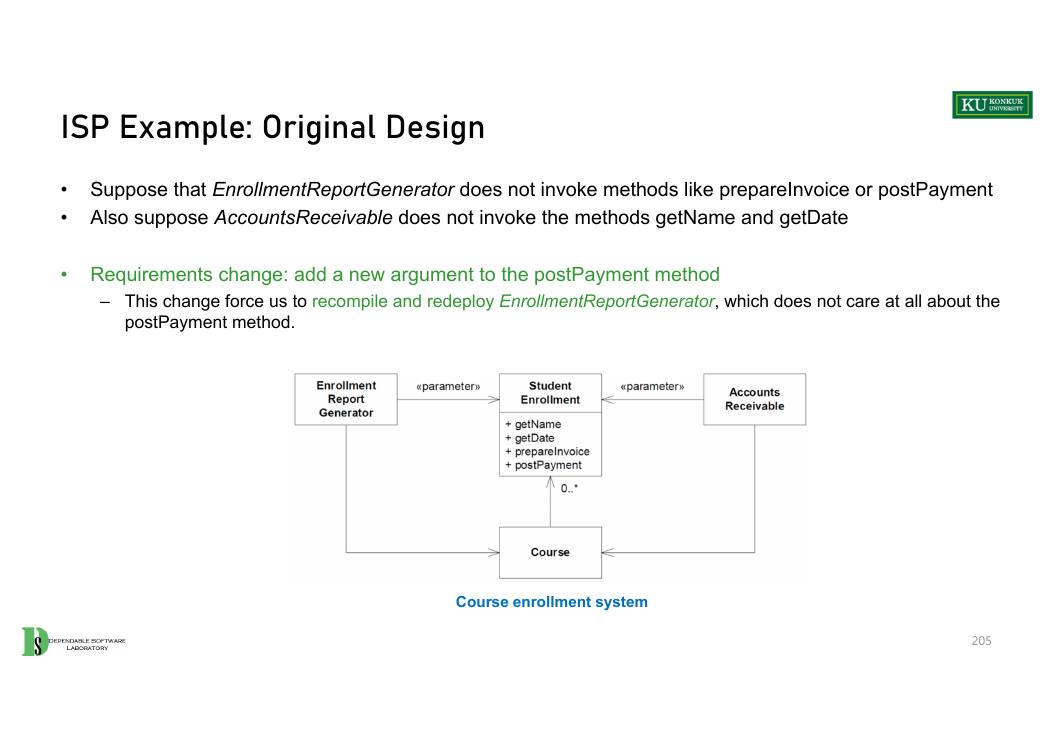 KU KONKUK
UNIVERSITY
ISP Example: Original Design
• Suppose that EnrollmentReportGenerator does not invoke methods like prepareInvoice or postPayment
• Also suppose AccountsReceivable does not invoke the methods getName and getDate
• Requirements change: add a new argument to the postPayment method
– This change force us to recompile and redeploy EnrollmentReportGenerator, which does not care at all about the
postPayment method.
Enrollment
Report
Generator
«parameter»
Student
Enrollment
«parameter»
Accounts
Receivable
+ getName
+ getDate
+ prepareInvoice
+ postPayment
0..*
Course
Course enrollment system
DS DEPENDABLE SOFTWARE
LABORATORY
205